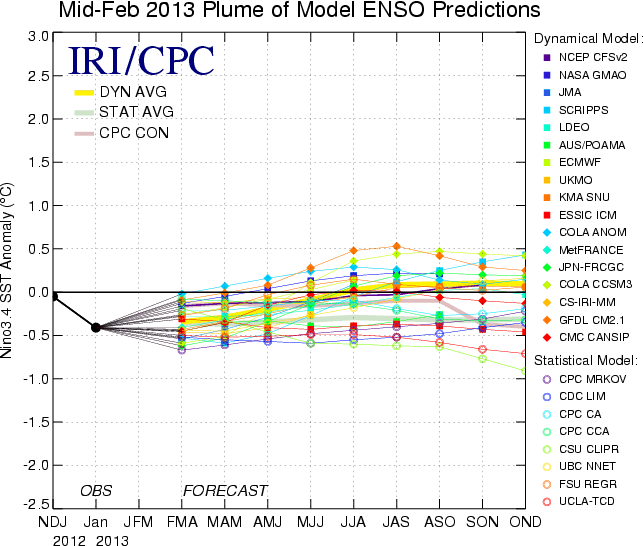 Mid-Feb 2013 Plume of Model ENSO Predictions
IRI/CPC
DYN AVG
STAT AVG
CPC CON
Nino3.4 SST Anomaly (°C)
3.0
2.5
2.0
1.5
1.0
0.5
0.0
-0.5
-1.0
-1.5
-2.0
-2.5
OBS FORECAST
NDJ Jan JFM FMA MAM AMJ MJJ JJA JAS ASO SON OND
2012 2013
Dynamical Model:
NCEP CFSv2
NASA GMAO
JMA
SCRIPPS
LDEO
AUS/POAMA
ECMWF
UKMO
KMA SNU
ESSIC ICM
COLA ANOM
MetFRANCE
JPN-FRCGC
COLA CCSM3
CS-IRI-MM
GFDL CM2.1
CMC CANSIP
Statistical Model:
CPC MRKOV
CDC LIM
CPC CA
CPC CCA
CSU CLIPR
UBC NNET
FSU REGR
UCLA-TCD